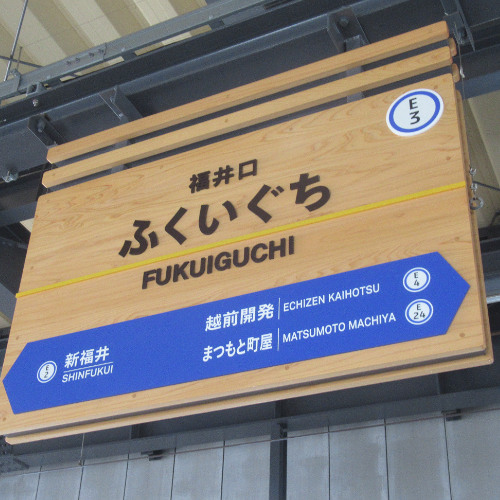 E
3
福井口
ふくいぐち
FUKUIGUCHI
越前開発 ECHIZEN KAIHOTSU E4
まつもと町屋 MATSUMOTO MACHIYA E24
E2 新福井
SHINFUKUI